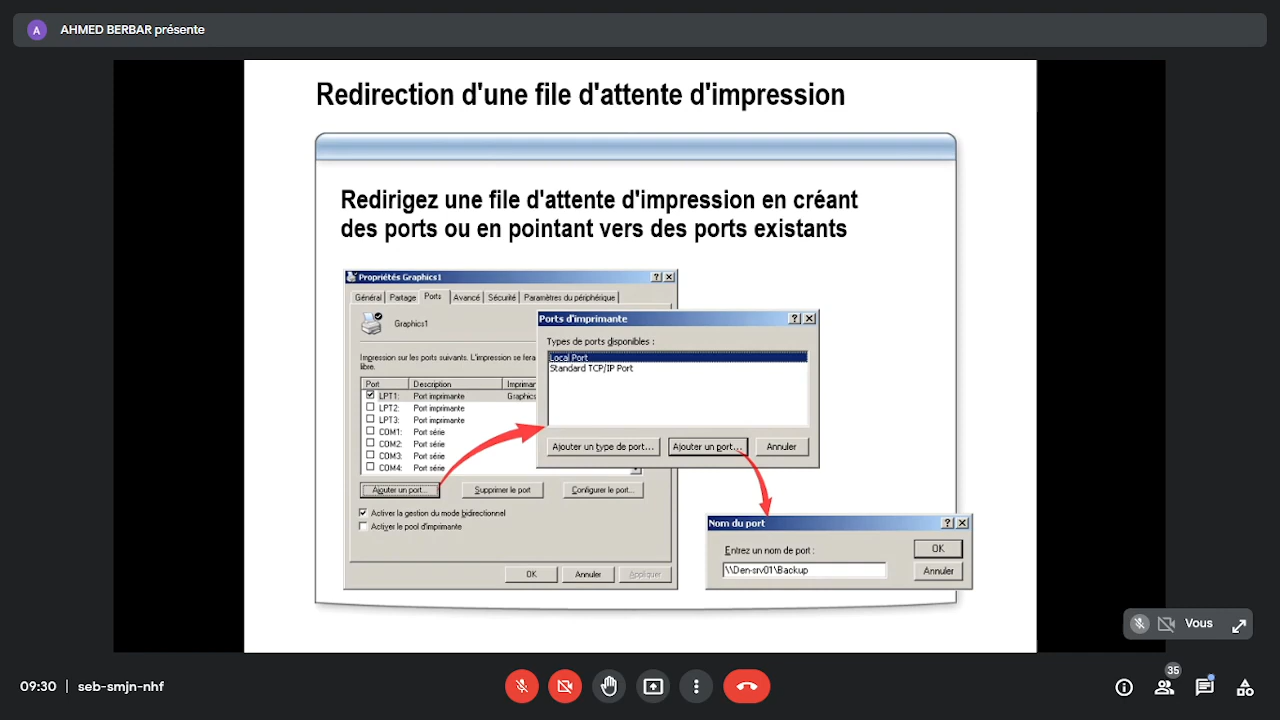 A AHMED BERBAR présente
Redirection d'une file d'attente d'impression
Redirigez une file d'attente d'impression en créant
des ports ou en pointant vers des ports existants
Propriétés Graphics1
Général Partage Ports Avancé Sécurité Paramètres du périphérique
Graphics1
Impression sur les ports suivants. L'impression se fera
libre.
Port Description Imprimar
LPT1: Port imprimante Graphics
LPT2: Port imprimante
LPT3: Port imprimante
COM1: Port série
COM2: Port série
COM3: Port série
COM4: Port série
Ajouter un port... Supprimer le port Configurer le port...
Activer la gestion du mode bidirectionnel
Activer le pool d'imprimante
OK Annuler Appliquer
Ports d'imprimante
Types de ports disponibles :
Local Port
Standard TCP/IP Port
Ajouter un type de port... Ajouter un port... Annuler
Nom du port
Entrez un nom de port :
\\Den-srv01\Backup
OK
Annuler
Vous
09:30 | seb-smjn-nhf
35